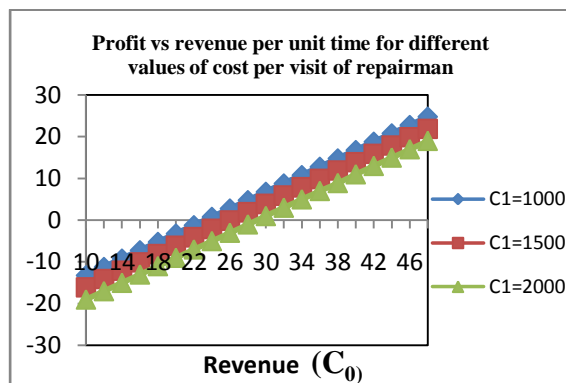 Profit vs revenue per unit time for different
values of cost per visit of repairman
30
20
10
0
-10
-20
-30
10 14 18 22 26 30 34 38 42 46
C1=1000
C1=1500
C1=2000
Revenue (C₀)